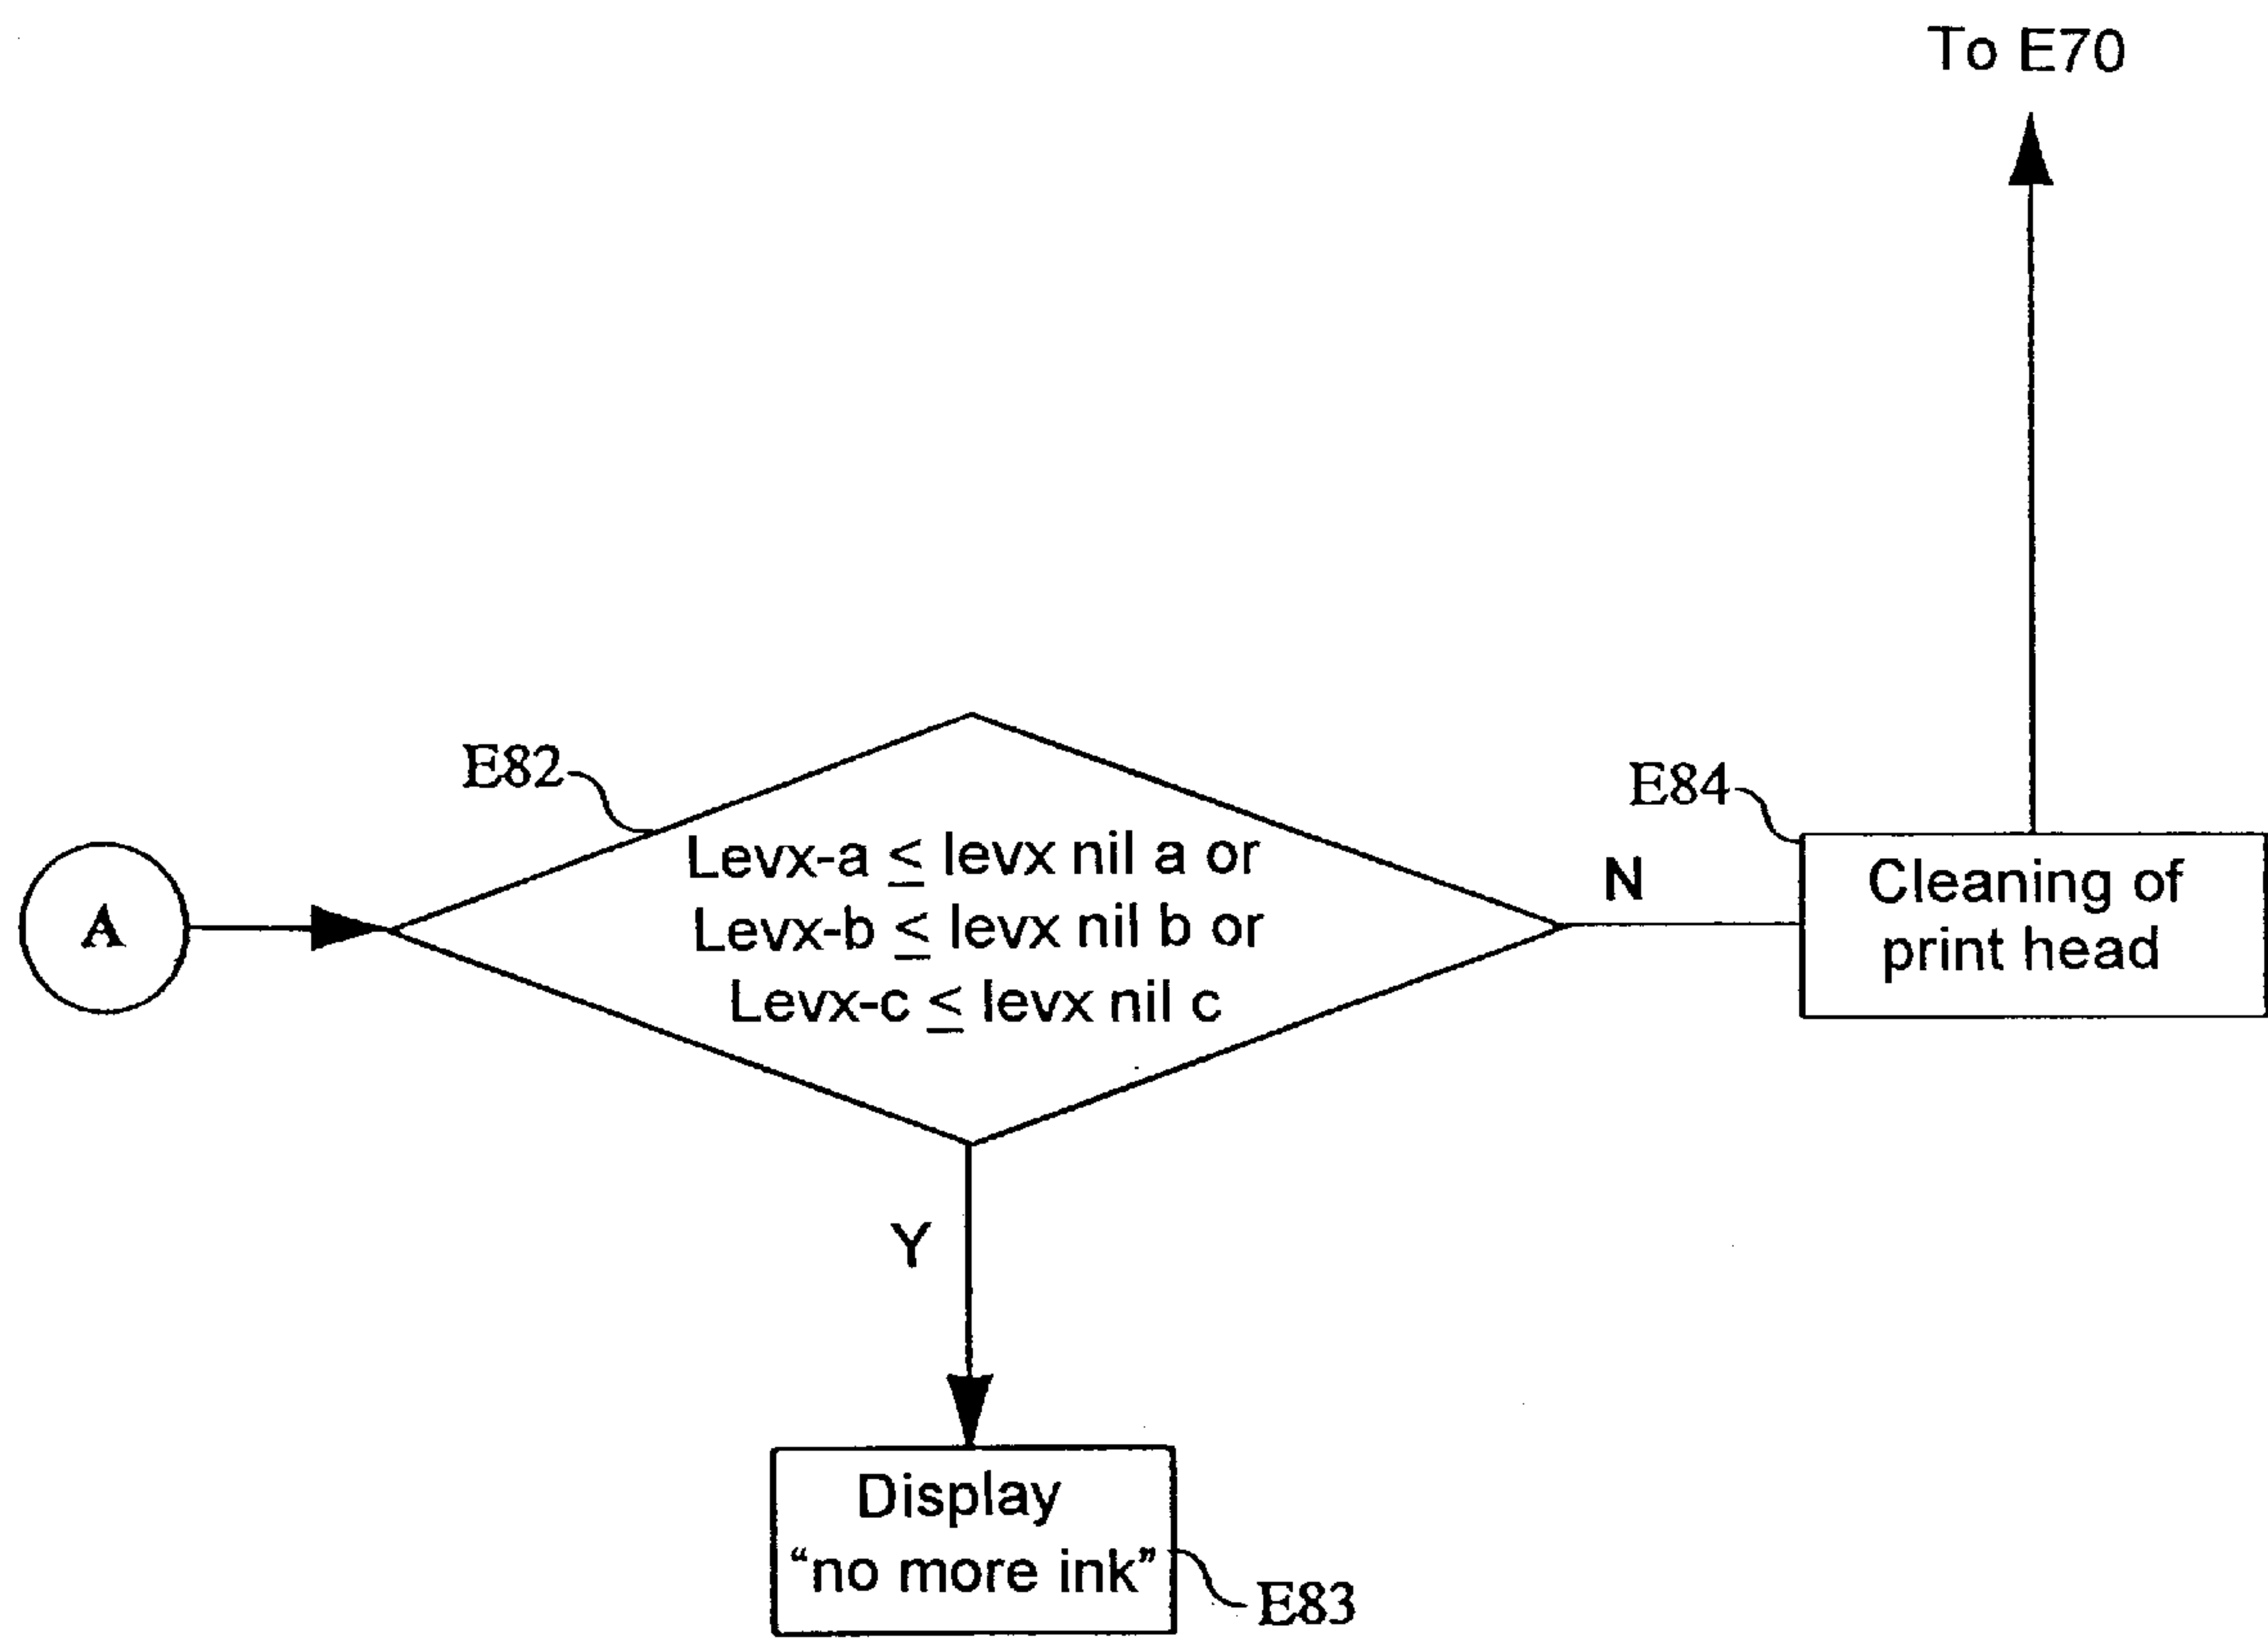 To E70
E82
Levx-a ≤ levx nil a or
Levx-b ≤ levx nil b or
Levx-c ≤ levx nil c
A
N
E84
Cleaning of
print head
Y
Display
“no more ink”
E83